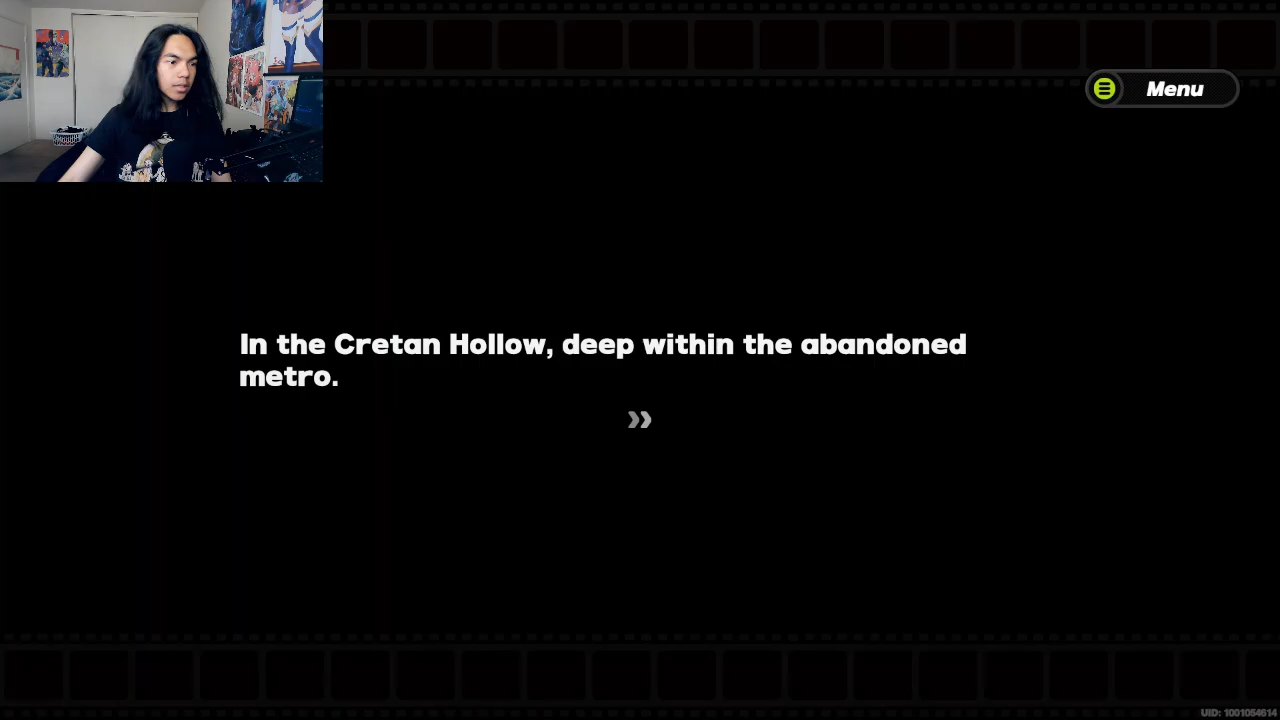 Menu
In the Cretan Hollow, deep within the abandoned
metro.
UID: 1001054614